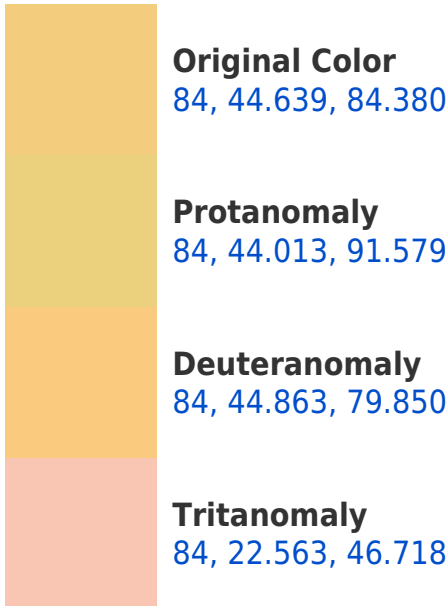 Original Color
84, 44.639, 84.380
Protanomaly
84, 44.013, 91.579
Deuteranomaly
84, 44.863, 79.850
Tritanomaly
84, 22.563, 46.718